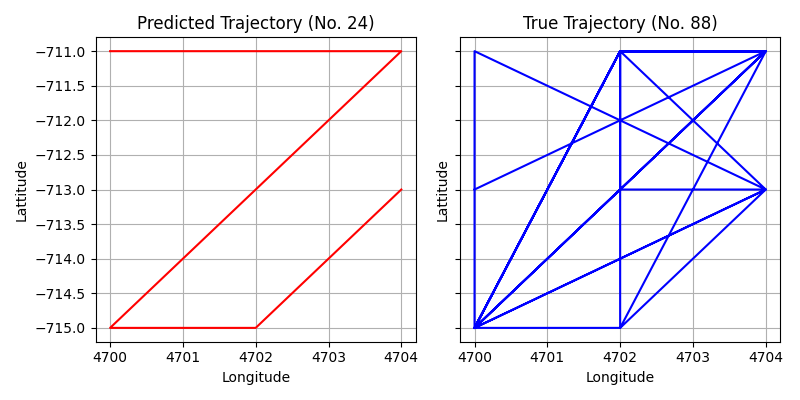 Predicted Trajectory (No. 24)
True Trajectory (No. 88)
−711.0
−711.5
−712.0
−712.5
−713.0
−713.5
−714.0
−714.5
−715.0
Lattitude
Lattitude
4700 4701 4702 4703 4704
4700 4701 4702 4703 4704
Longitude
Longitude